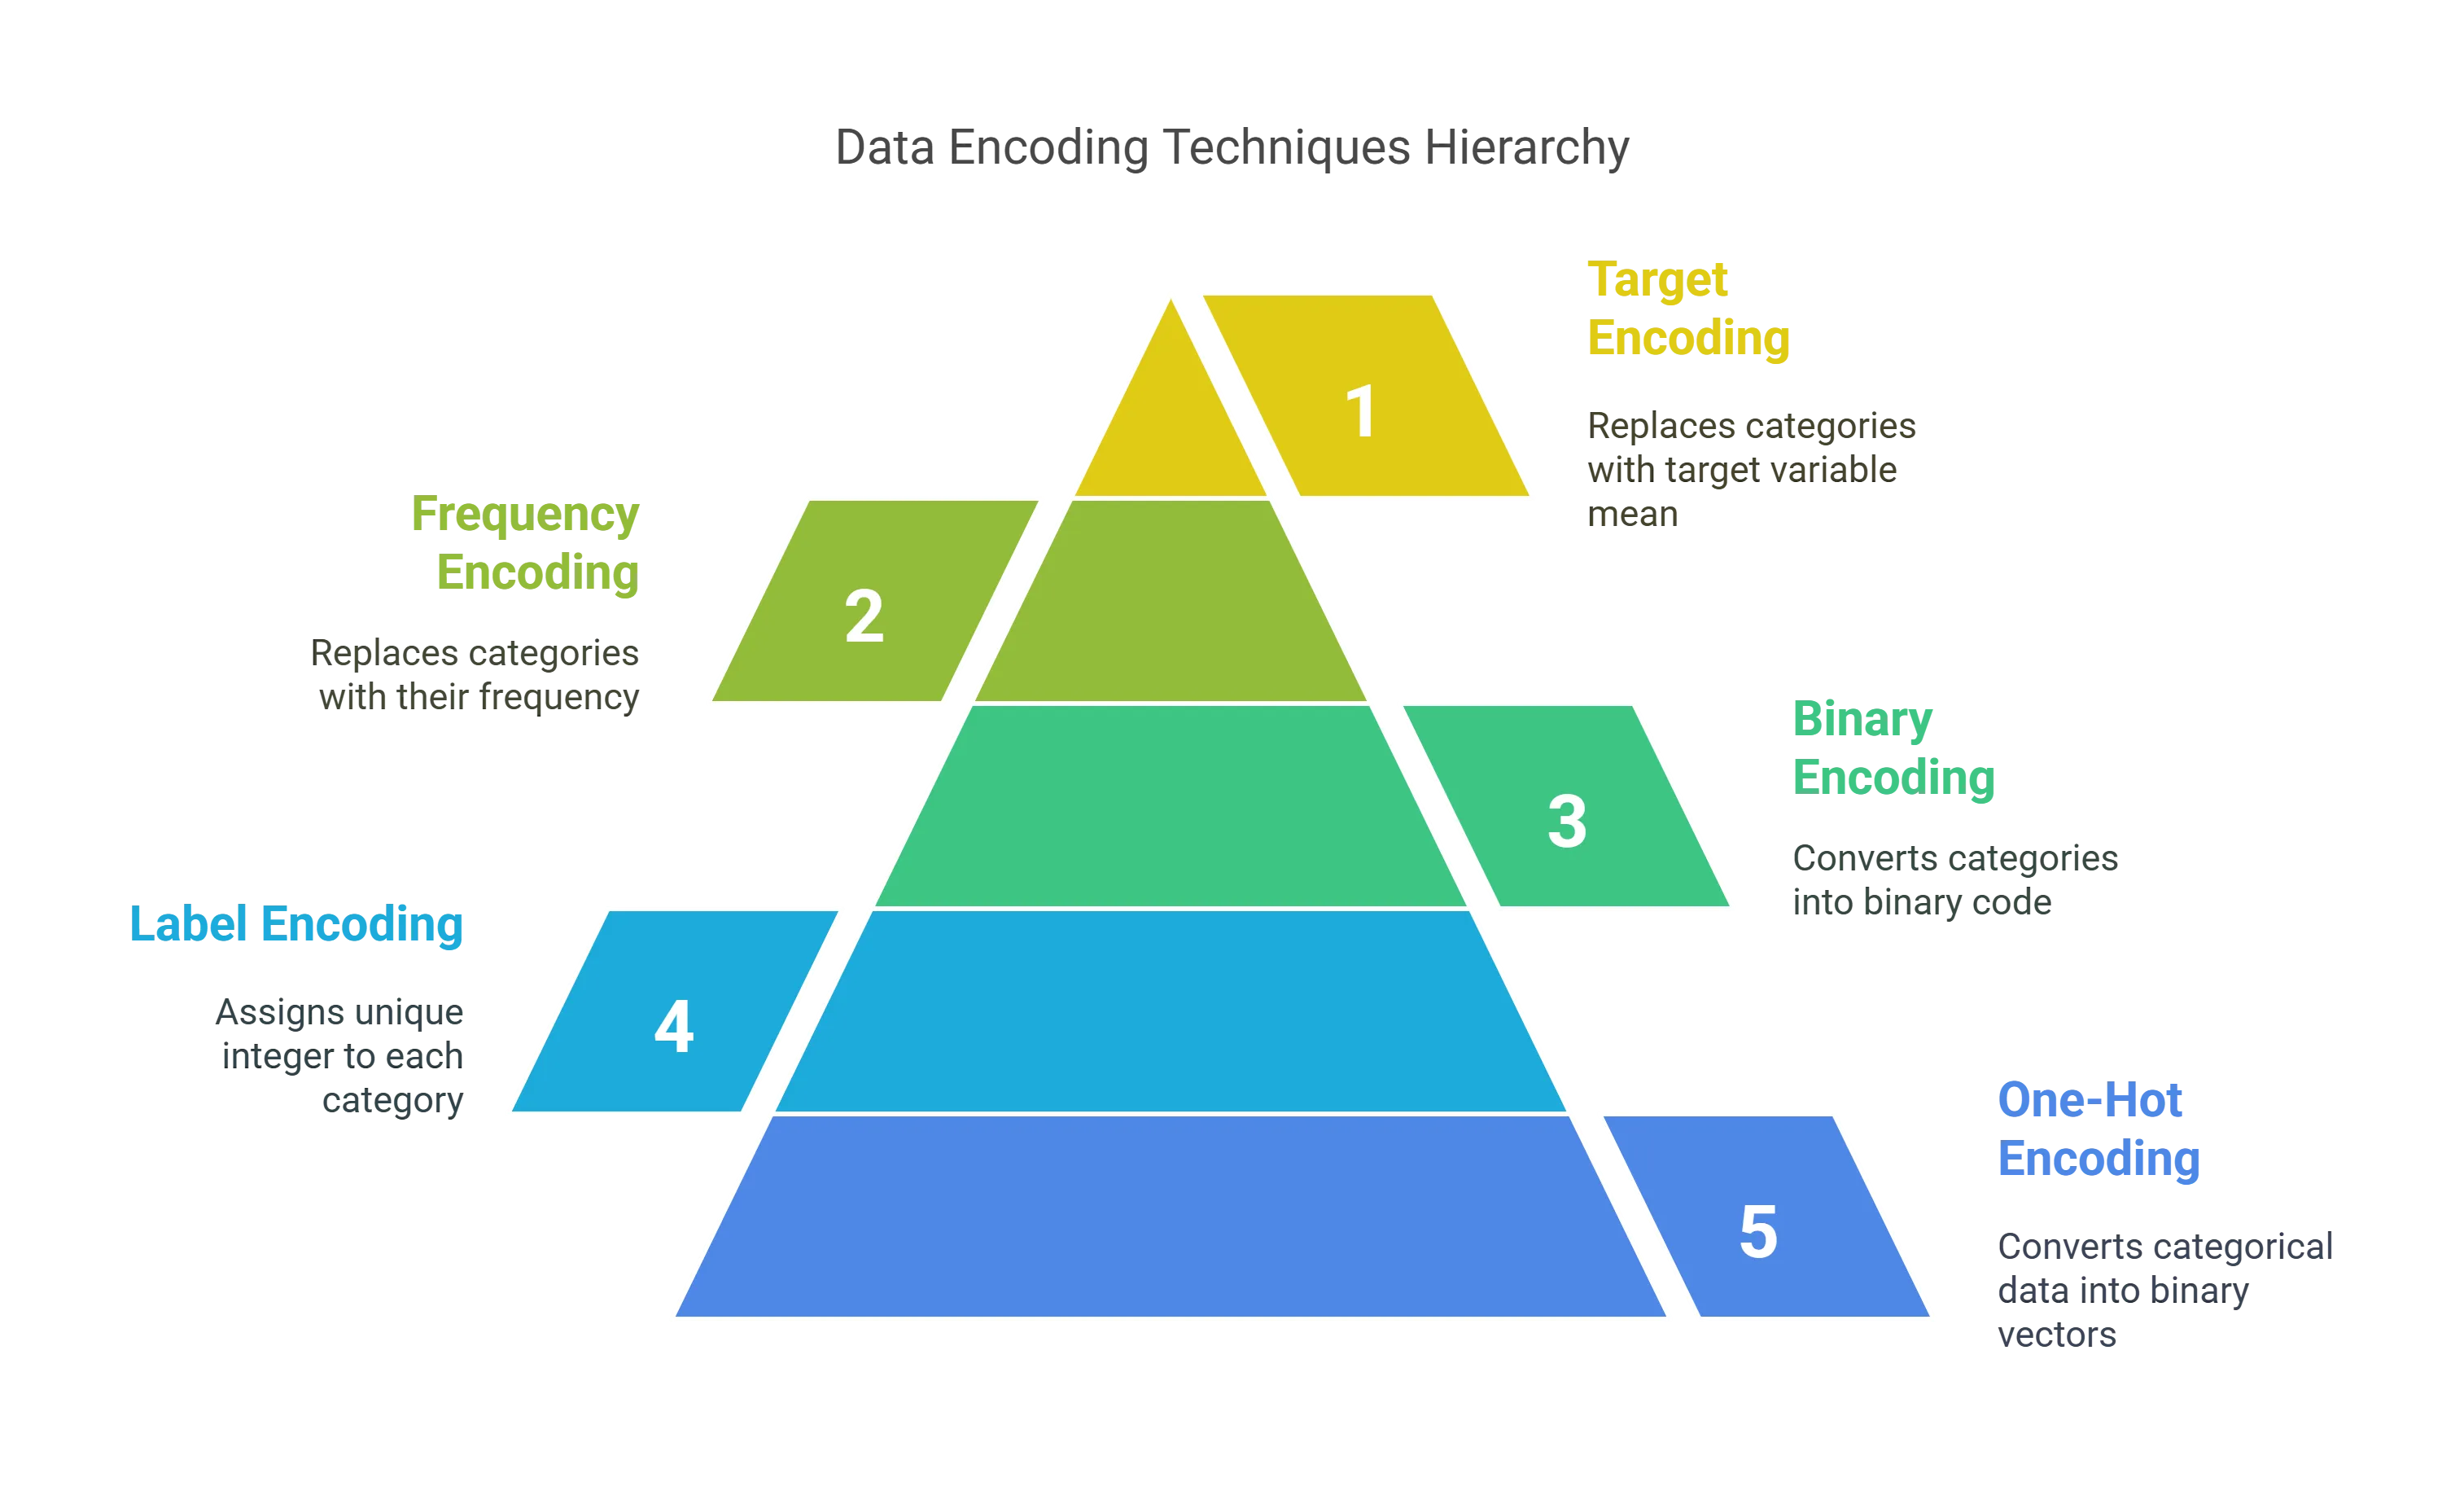 Data Encoding Techniques Hierarchy
Target
Encoding
1
Replaces categories
with target variable
mean
Frequency
Encoding
2
Replaces categories
with their frequency
Binary
Encoding
3
Converts categories
into binary code
Label Encoding
4
Assigns unique
integer to each
category
One-Hot
Encoding
5
Converts categorical
data into binary
vectors